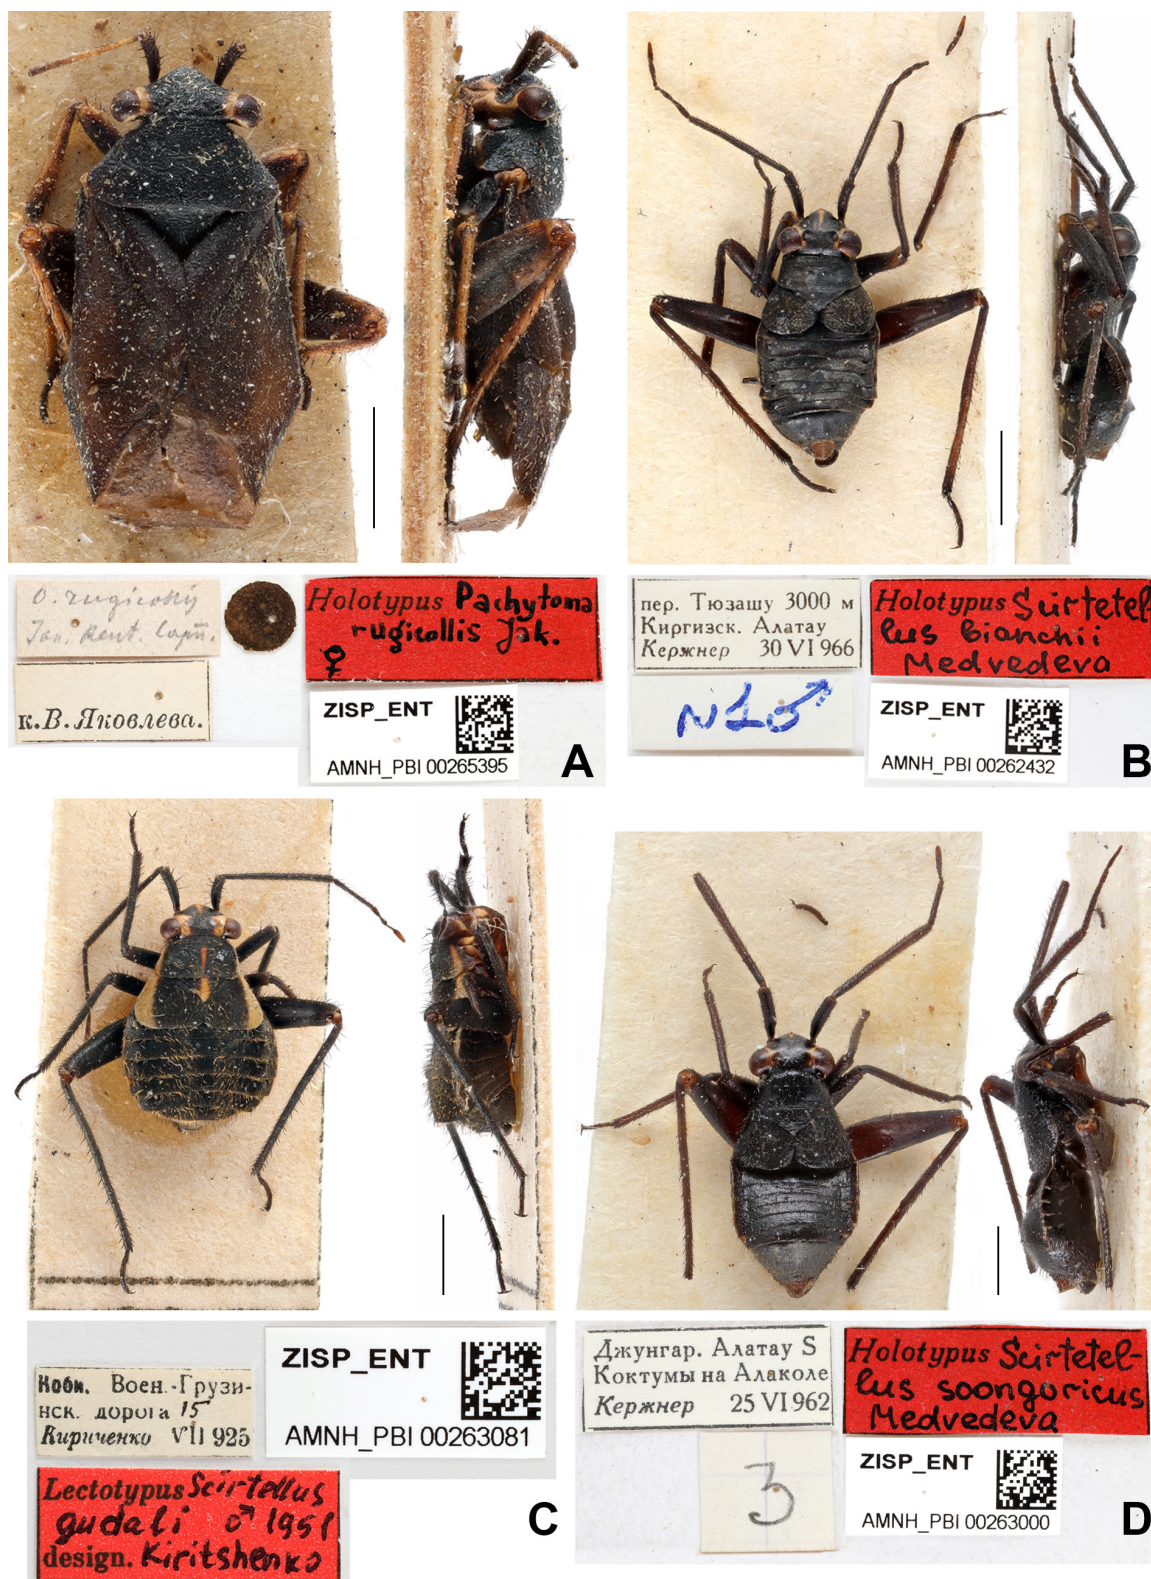 O. rugicollis
Jak.
к. В. Яковлева.
Holotypus Pachytoma
rugicollis Jak.
♀
ZISP_ENT
AMNH_PBI 00265395
A
пер. Тюзашу 3000 м
Киргизск. Алатау
Кержнер 30 VI 966
N1♂
Holotypus Scirtetel-
lus bianchii
Medvedeva
ZISP_ENT
AMNH_PBI 00262432
B
Коби. Воен.-Грузи-
нск. дорога 15
Кириченко VII 925
ZISP_ENT
AMNH_PBI 00263081
Lectotypus Scirtellus
gudali ♂ 1951
design. Kiritshenko
C
Джунгар. Алатау S
Коктумы на Алаколе
Кержнер 25 VI 962
3
Holotypus Scirtetel-
lus soongoricus
Medvedeva
ZISP_ENT
AMNH_PBI 00263000
D